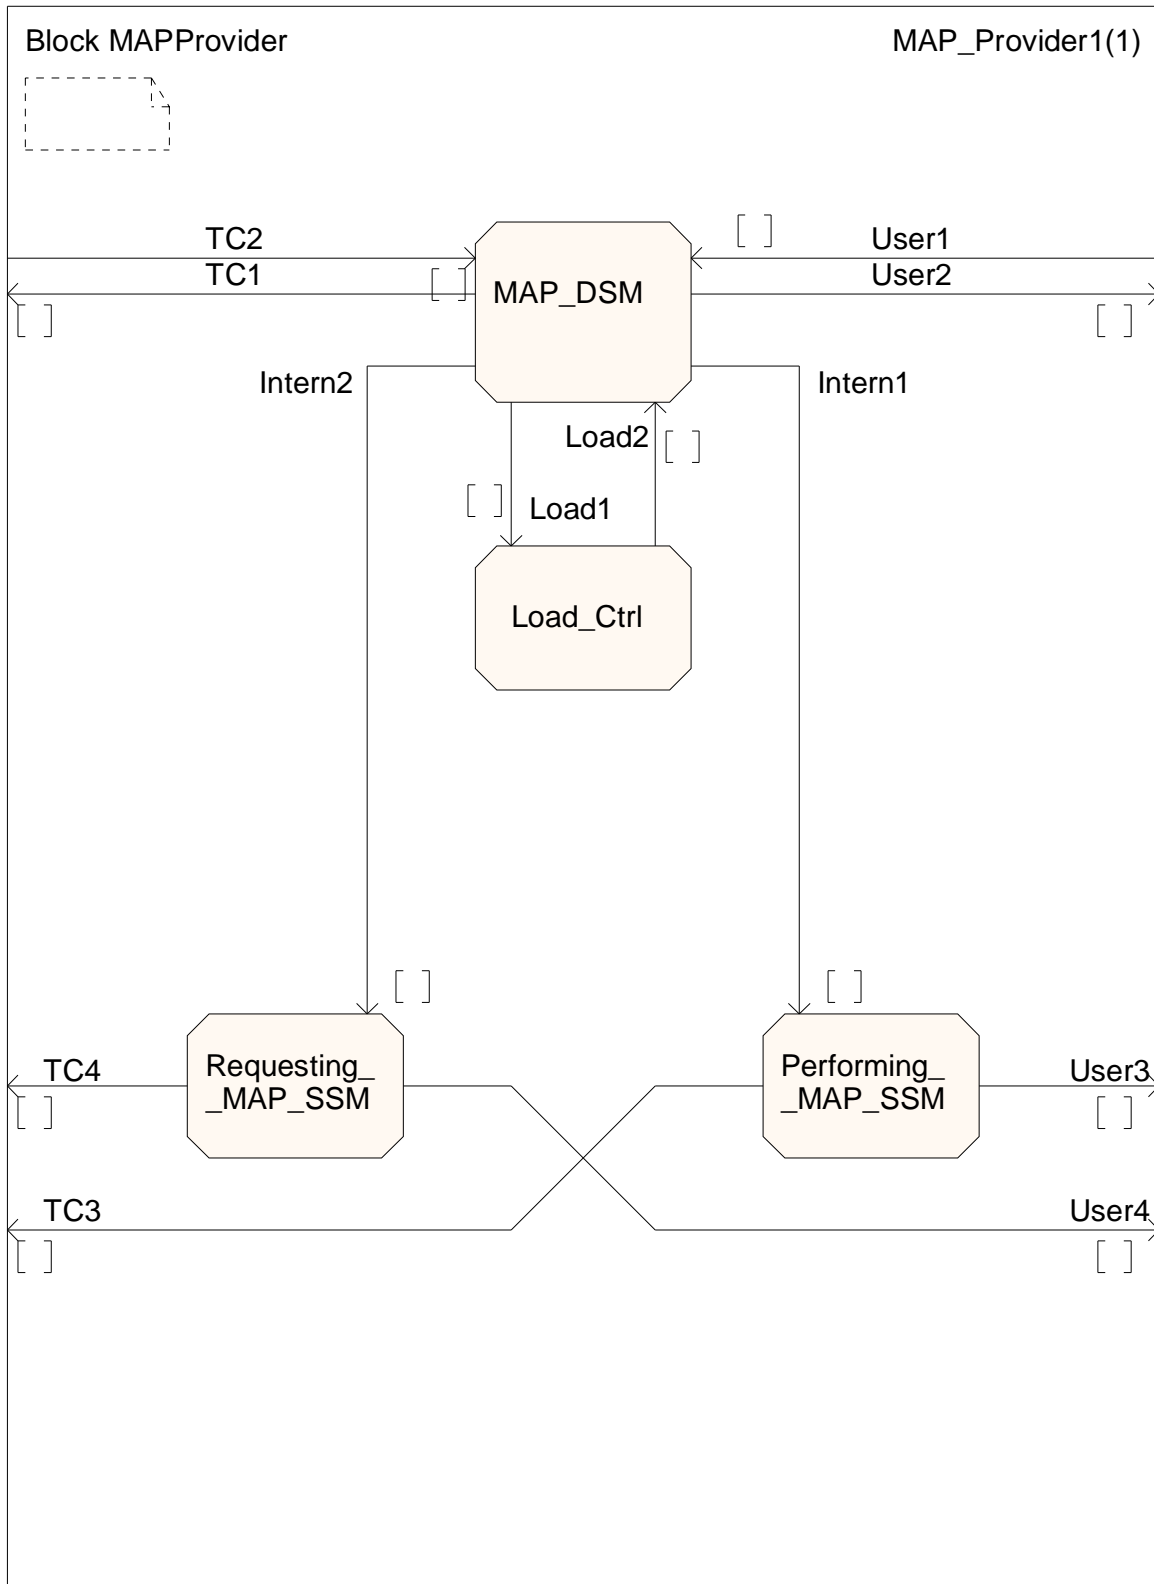 Block MAPProvider
MAP_Provider1(1)
TC2
User1
TC1
User2
MAP_DSM
Intern2
Intern1
Load2
Load1
Load_Ctrl
TC4
Requesting_
_MAP_SSM
Performing_
_MAP_SSM
User3
TC3
User4